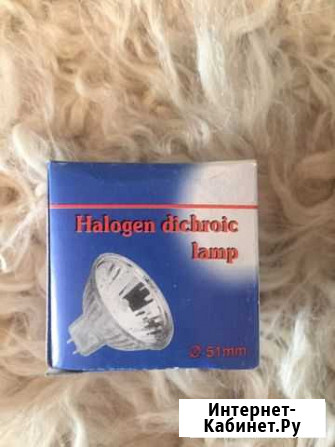 Halogen dichroic
lamp
Ø 51mm
Интернет-
Кабинет.Ру